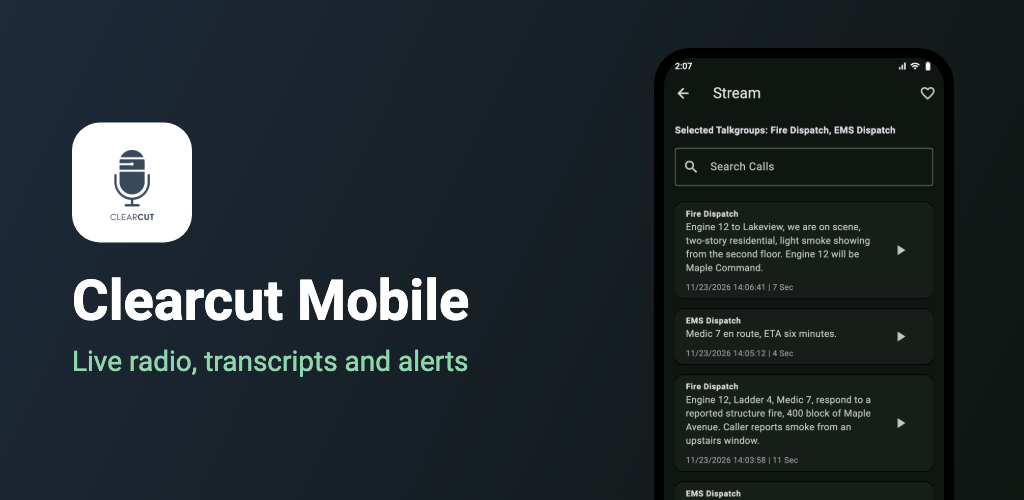 CLEARCUT
Clearcut Mobile
Live radio, transcripts and alerts
2:07
Stream
Selected Talkgroups: Fire Dispatch, EMS Dispatch
Search Calls
Fire Dispatch
Engine 12 to Lakeview, we are on scene,
two-story residential, light smoke showing
from the second floor. Engine 12 will be
Maple Command.
11/23/2026 14:06:41 | 7 Sec
EMS Dispatch
Medic 7 en route, ETA six minutes.
11/23/2026 14:05:12 | 4 Sec
Fire Dispatch
Engine 12, Ladder 4, Medic 7, respond to a
reported structure fire, 400 block of Maple
Avenue. Caller reports smoke from an
upstairs window.
11/23/2026 14:03:58 | 11 Sec
EMS Dispatch